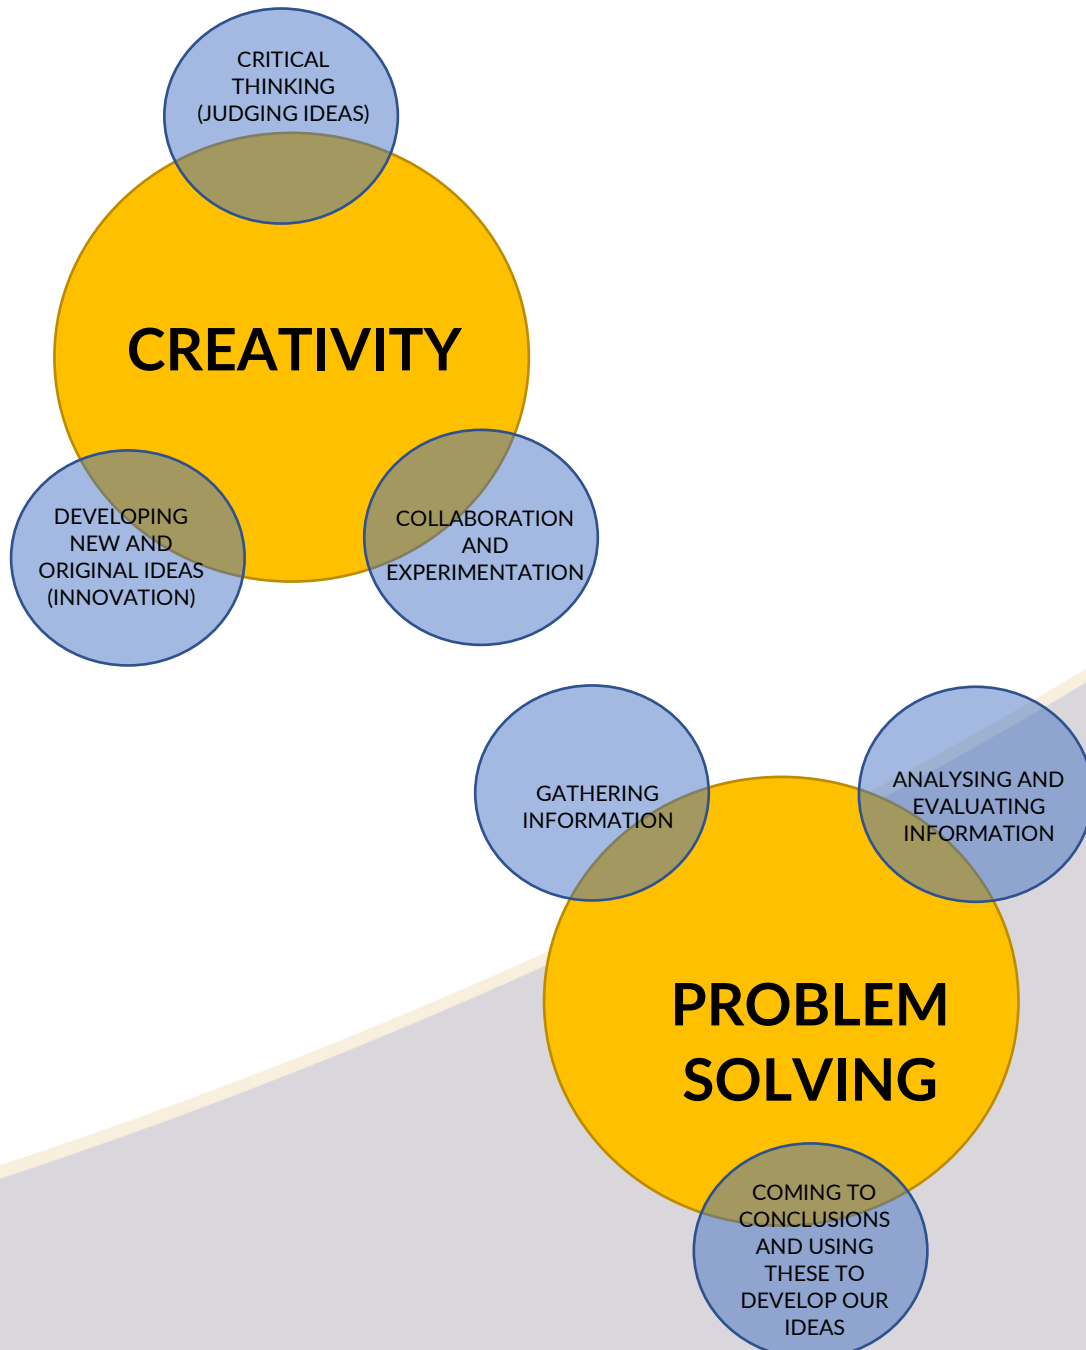 CRITICAL
THINKING
(JUDGING IDEAS)
CREATIVITY
DEVELOPING
NEW AND
ORIGINAL IDEAS
(INNOVATION)
COLLABORATION
AND
EXPERIMENTATION
GATHERING
INFORMATION
ANALYSING AND
EVALUATING
INFORMATION
PROBLEM
SOLVING
COMING TO
CONCLUSIONS
AND USING
THESE TO
DEVELOP OUR
IDEAS